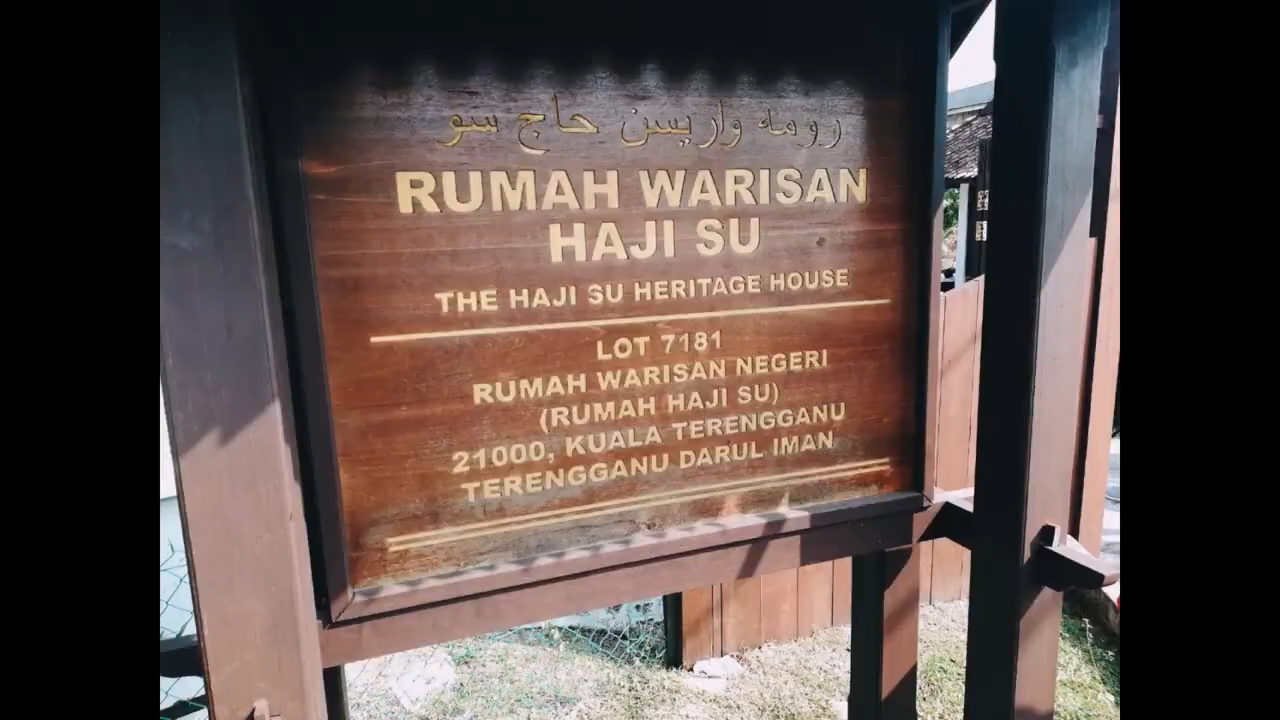 رومه واريسن حاج سو
RUMAH WARISAN
HAJI SU
THE HAJI SU HERITAGE HOUSE
LOT 7181
RUMAH WARISAN NEGERI
(RUMAH HAJI SU)
21000, KUALA TERENGGANU
TERENGGANU DARUL IMAN